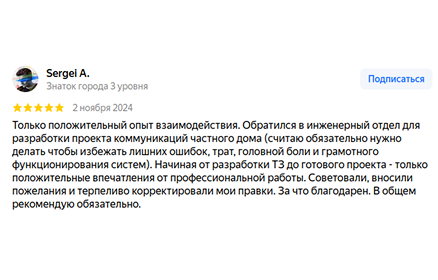 Sergei A.
Знаток города 3 уровня
Подписаться
2 ноября 2024
Только положительный опыт взаимодействия. Обратился в инженерный отдел для
разработки проекта коммуникаций частного дома (считаю обязательно нужно
делать чтобы избежать лишних ошибок, трат, головной боли и грамотного
функционирования систем). Начиная от разработки ТЗ до готового проекта - только
положительные впечатления от профессиональной работы. Советовали, вносили
пожелания и терпеливо корректировали мои правки. За что благодарен. В общем
рекомендую обязательно.